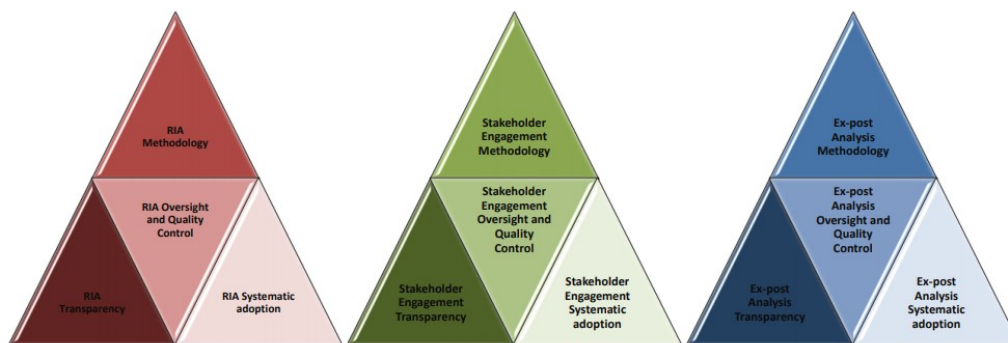 RIA
Methodology
RIA Oversight
and Quality
Control
RIA
Transparency
RIA Systematic
adoption
Stakeholder
Engagement
Methodology
Stakeholder
Engagement
Oversight and
Quality
Control
Stakeholder
Engagement
Transparency
Stakeholder
Engagement
Systematic
adoption
Ex-post
Analysis
Methodology
Ex-post
Analysis
Oversight and
Quality
Control
Ex-post
Analysis
Transparency
Ex-post
Analysis
Systematic
adoption